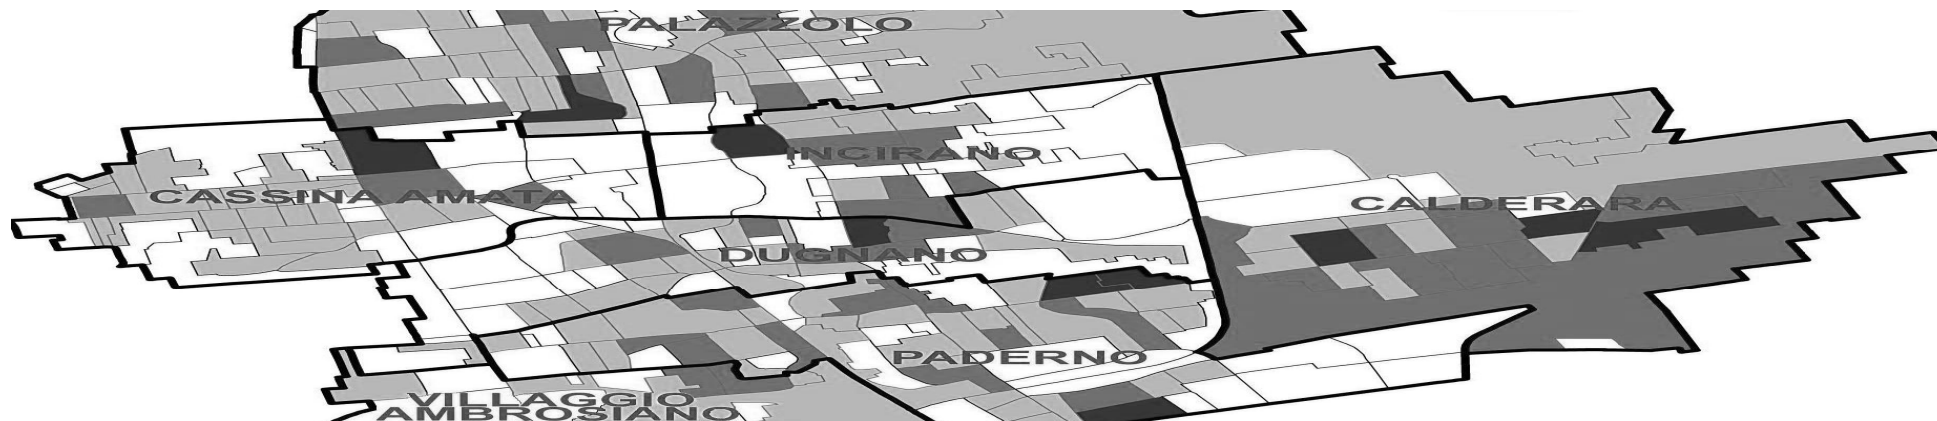 PALAZZOLO
INCIRANO
CASSINA AMATA
CALDERARA
DUGNANO
PADERNO
VILLAGGIO
AMBROSIANO